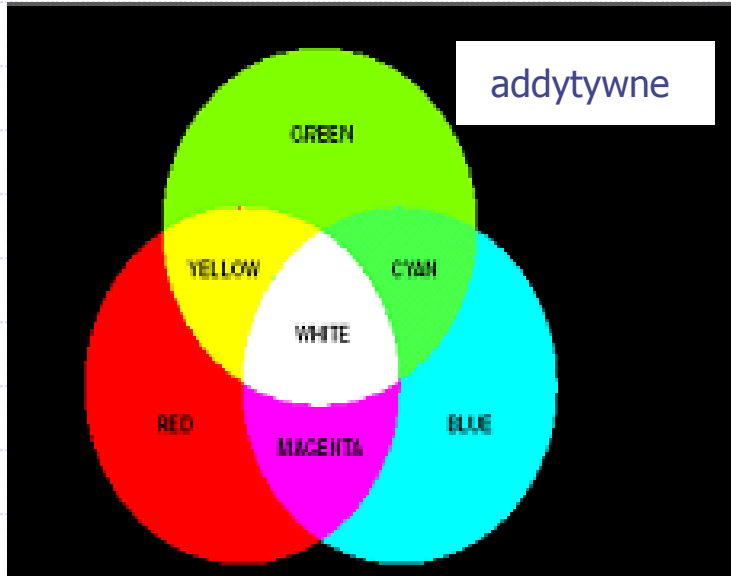 addytywne
GREEN
YELLOW
CYAN
WHITE
RED
BLUE
MAGENTA